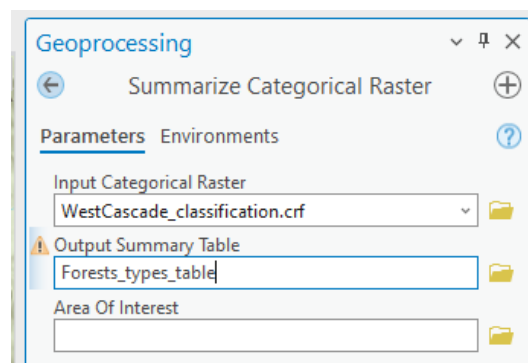 Geoprocessing
Summarize Categorical Raster
Parameters Environments
Input Categorical Raster
WestCascade_classification.crf
Output Summary Table
Forests_types_table
Area Of Interest